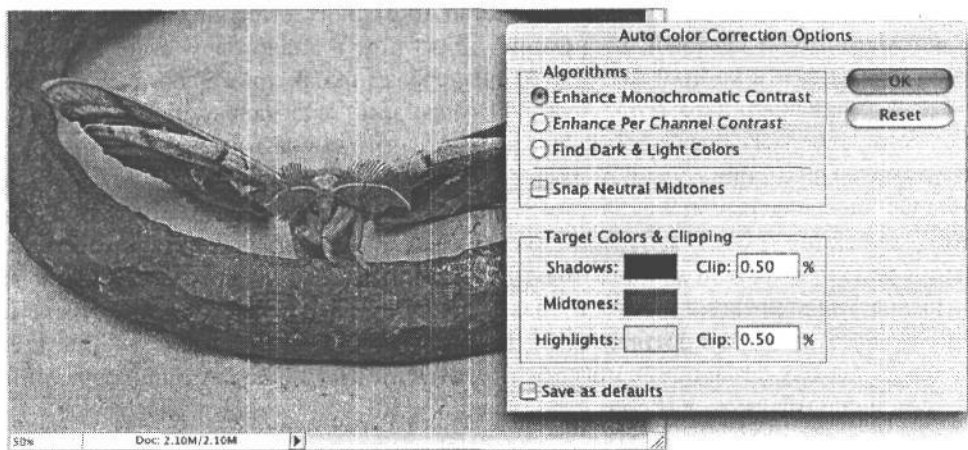 Auto Color Correction Options
Algorithms
Enhance Monochromatic Contrast
Enhance Per Channel Contrast
Find Dark & Light Colors
Snap Neutral Midtones
OK
Reset
Target Colors & Clipping
Shadows: Clip: 0.50 %
Midtones:
Highlights: Clip: 0.50 %
Save as defaults
50% Doc: 2.10M/2.10M